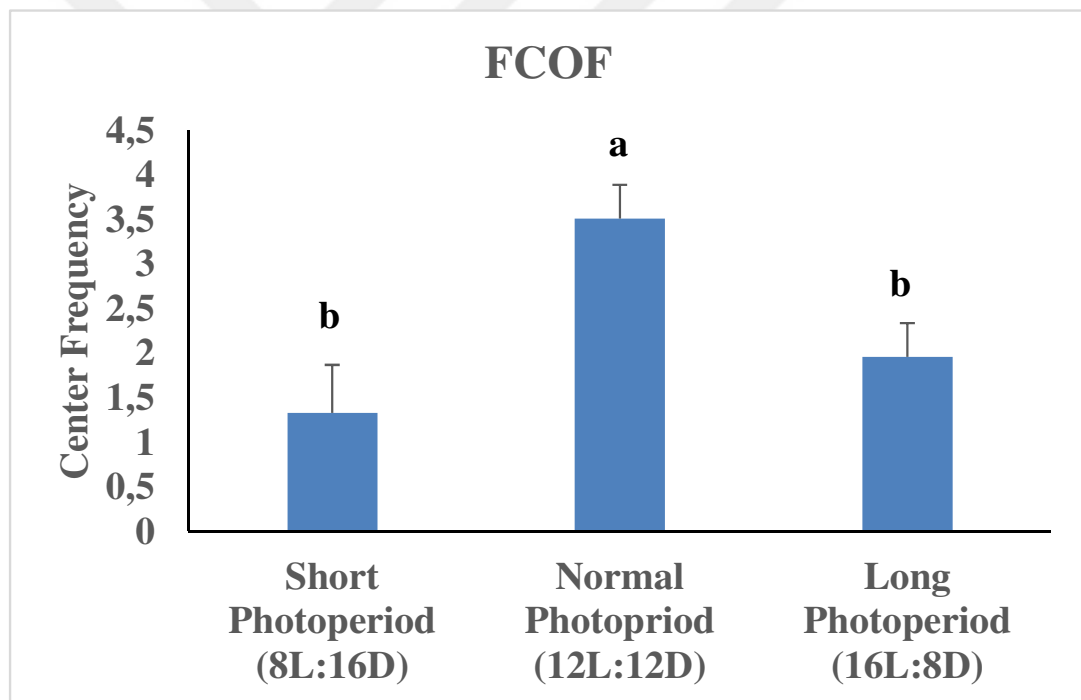 FCOF
Center Frequency
4,5
4
3,5
3
2,5
2
1,5
1
0,5
0
b
a
b
Short
Photoperiod
(8L:16D)
Normal
Photopriod
(12L:12D)
Long
Photoperiod
(16L:8D)